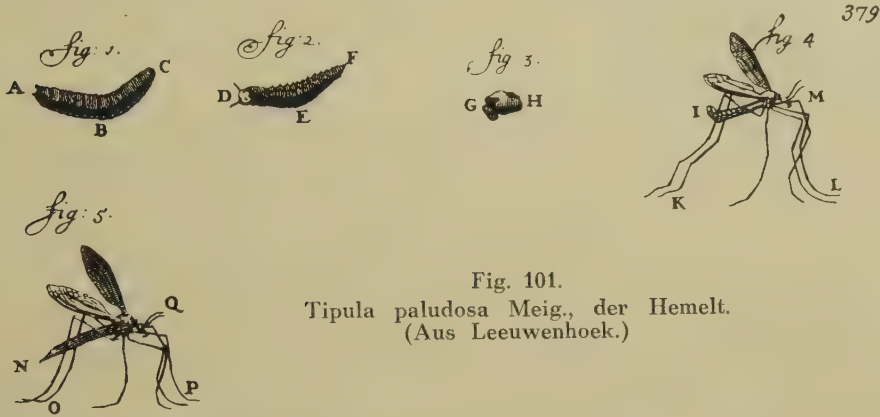 379
fig: 1.
A
B
C
fig: 2.
D
E
F
fig 3.
G
H
fig 4
I
K
L
M
fig: 5.
N
O
P
Q
Fig. 101.
Tipula paludosa Meig., der Hemelt.
(Aus Leeuwenhoek.)